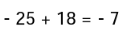 - 25 + 18 = - 7